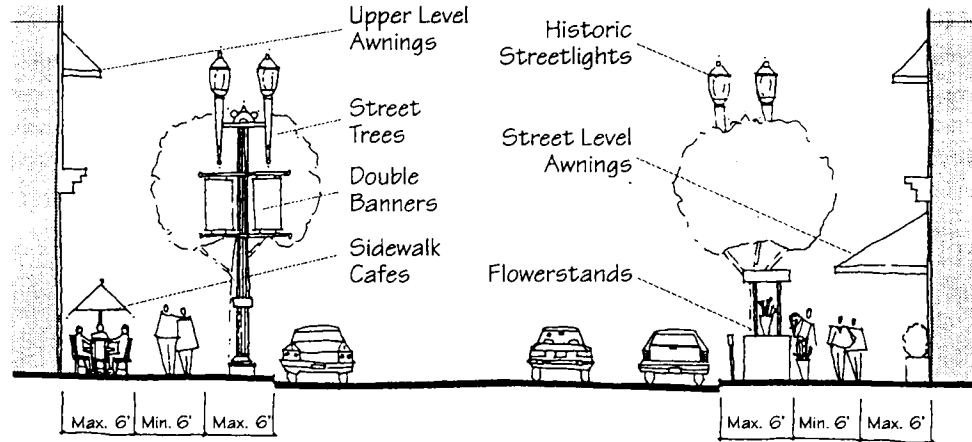 Upper Level
Awnings
Historic
Streetlights
Street
Trees
Street Level
Awnings
Double
Banners
Sidewalk
Cafes
Flowerstands
Max. 6' Min. 6' Max. 6'
Max. 6' Min. 6' Max. 6'